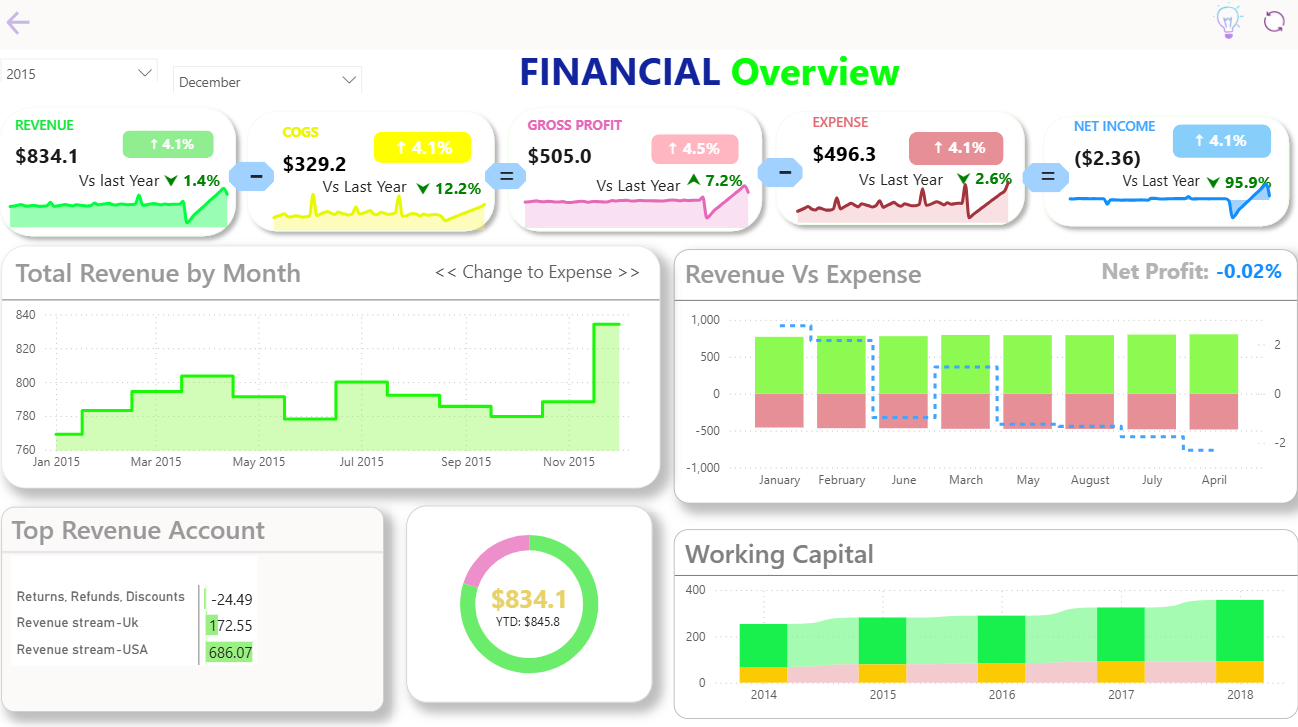 2015
December
FINANCIAL Overview
REVENUE
↑ 4.1%
$834.1
Vs last Year 1.4%
-
COGS
↑ 4.1%
$329.2
Vs Last Year 12.2%
=
GROSS PROFIT
↑ 4.5%
$505.0
Vs Last Year 7.2%
-
EXPENSE
↑ 4.1%
$496.3
Vs Last Year 2.6%
=
NET INCOME
↑ 4.1%
($2.36)
Vs Last Year 95.9%
Total Revenue by Month
<< Change to Expense >>
840
820
800
780
760
Jan 2015 Mar 2015 May 2015 Jul 2015 Sep 2015 Nov 2015
Revenue Vs Expense
Net Profit: -0.02%
1,000
500
0
-500
-1,000
2
0
-2
January February June March May August July April
Top Revenue Account
Returns, Refunds, Discounts -24.49
Revenue stream-Uk 172.55
Revenue stream-USA 686.07
$834.1
YTD: $845.8
Working Capital
400
200
0
2014 2015 2016 2017 2018